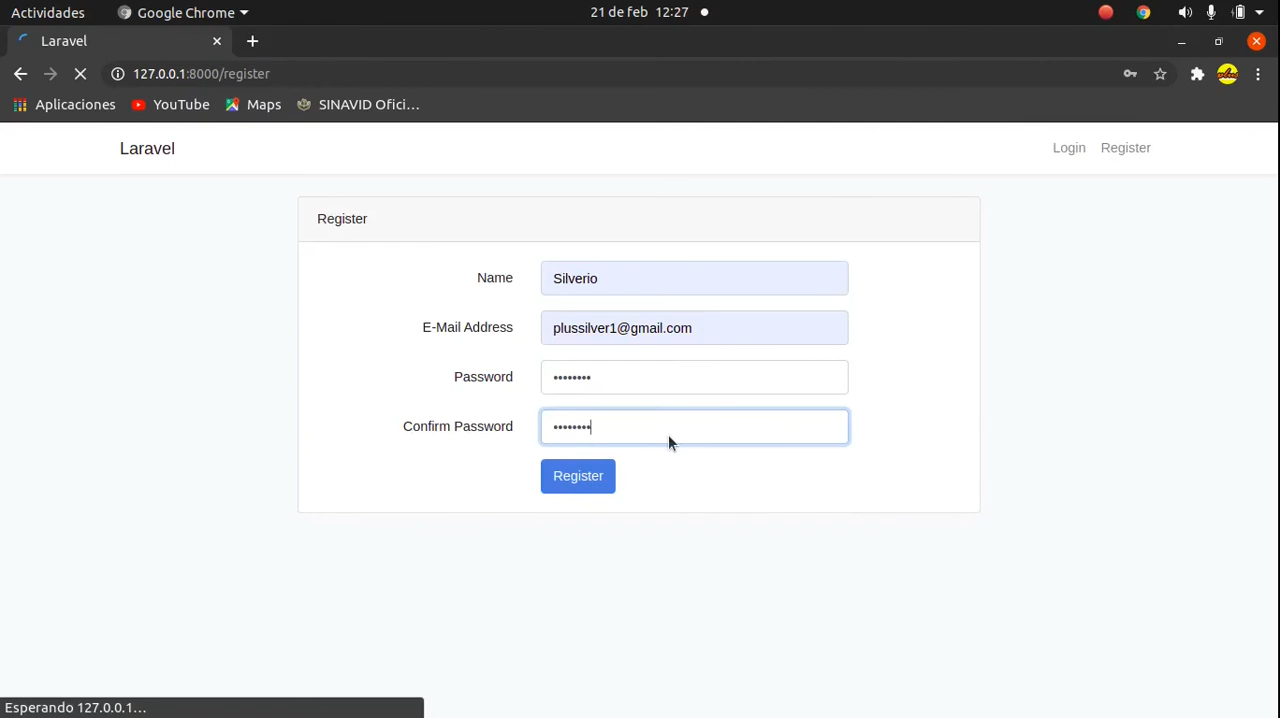 Actividades Google Chrome 21 de feb 12:27
Laravel
127.0.0.1:8000/register
Aplicaciones YouTube Maps SINAVID Ofici...
Laravel Login Register
Register
Name Silverio
E-Mail Address plussilver1@gmail.com
Password ••••••••
Confirm Password ••••••••
Register
Esperando 127.0.0.1...